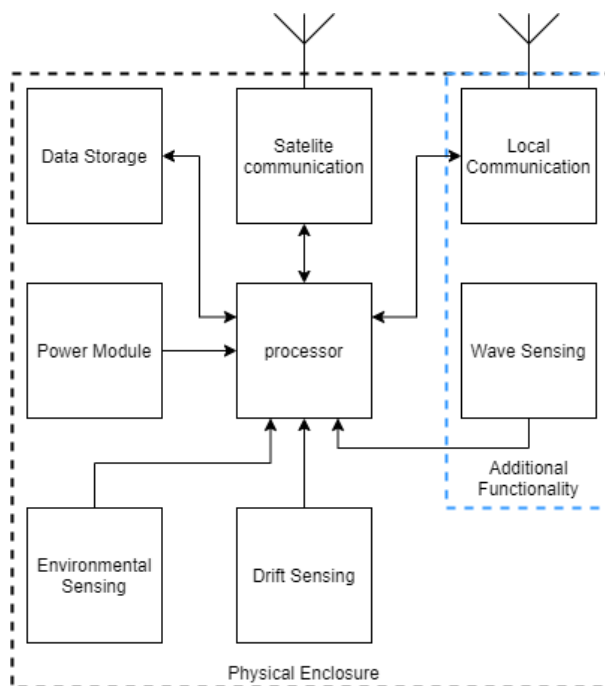 Data Storage
Satelite
communication
Local
Communication
Power Module
processor
Wave Sensing
Additional
Functionality
Environmental
Sensing
Drift Sensing
Physical Enclosure